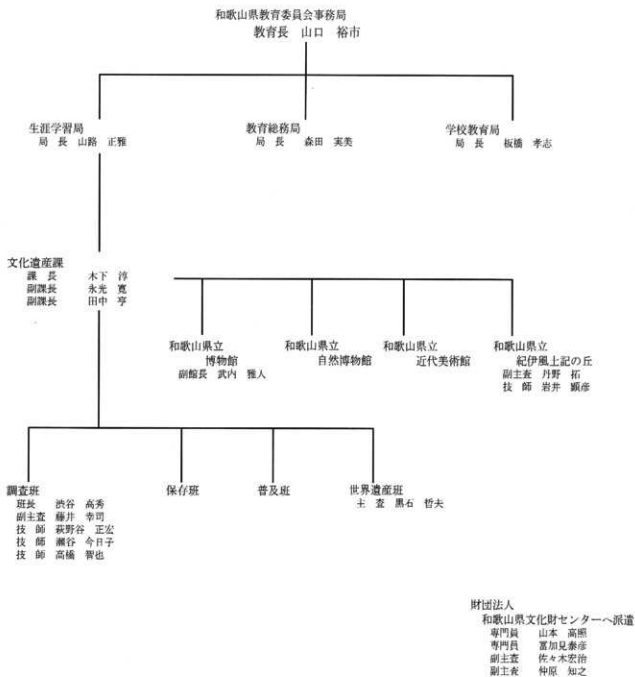 和歌山県教育委員会事務局
教育長 山口 裕市
生涯学習局
局 長 山路 正雅
教育総務局
局 長 森田 実美
学校教育局
局 長 板橋 孝志
文化遺産課
課 長 木下 淳
副課長 永光 寛
副課長 田中 亨
和歌山県立
博物館
副館長 武内 雅人
和歌山県立
自然博物館
和歌山県立
近代美術館
和歌山県立
紀伊風土記の丘
副主査 丹野 拓
技 師 岩井 顕彦
調査班
班長 渋谷 高秀
副主査 藤井 幸司
技 師 萩野谷 正宏
技 師 瀬谷 今日子
技 師 高橋 智也
保存班
普及班
世界遺産班
主 査 黒石 哲夫
財団法人
和歌山県文化財センターへ派遣
専門員 山本 高照
専門員 冨加見泰彦
副主査 佐々木宏治
副主査 仲原 知之